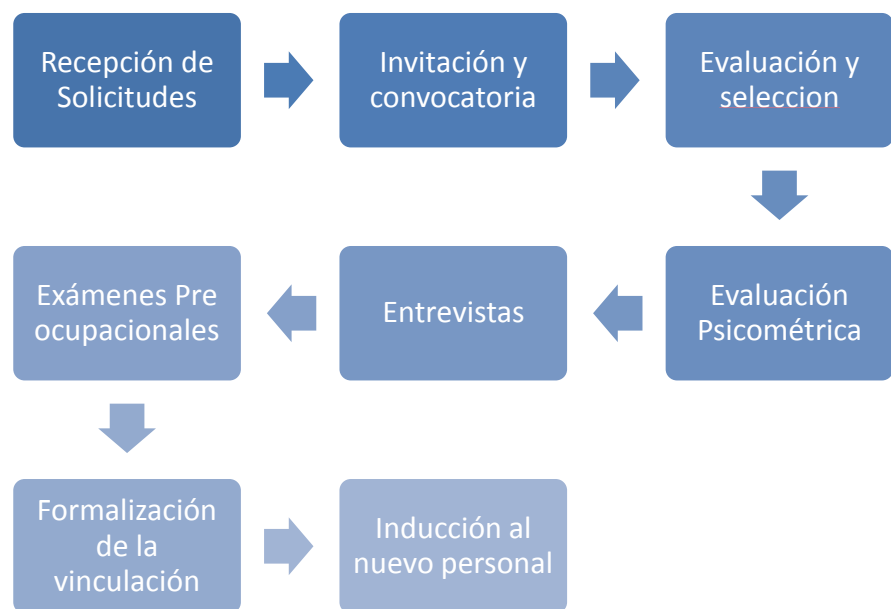 Recepción de
Solicitudes
Invitación y
convocatoria
Evaluación y
seleccion
Evaluación
Psicométrica
Entrevistas
Exámenes Pre
ocupacionales
Formalización
de la
vinculación
Inducción al
nuevo personal